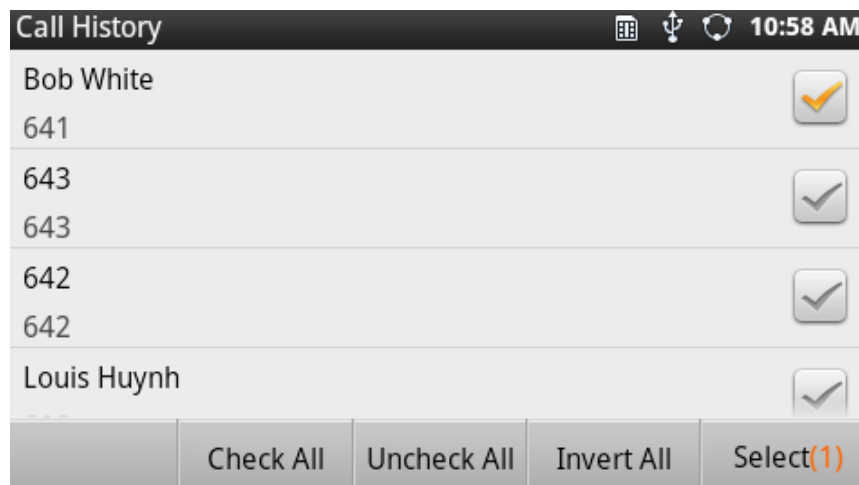 Call History 10:58 AM
Bob White
641
643
643
642
642
Louis Huynh
Check All Uncheck All Invert All Select(1)